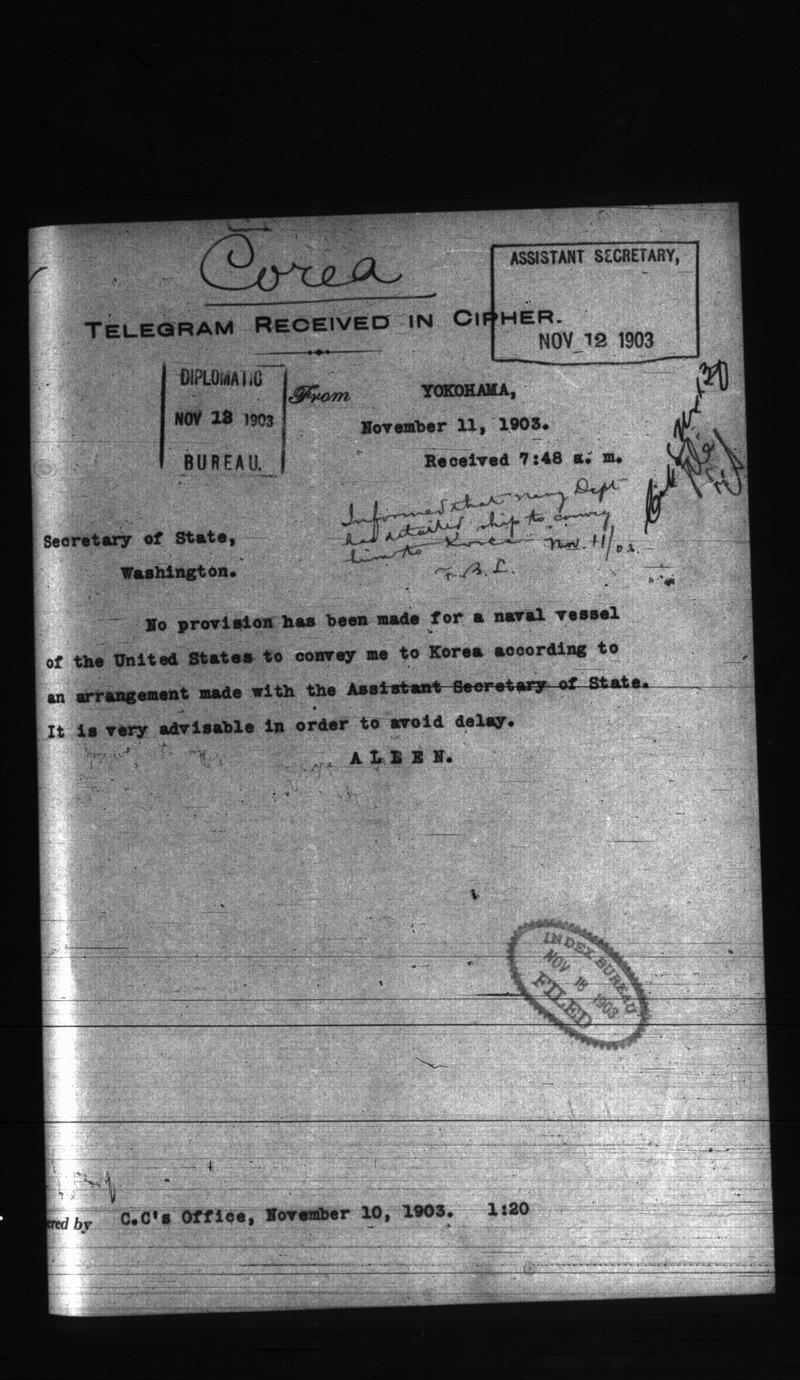 Corea
ASSISTANT SECRETARY,
NOV 12 1903
TELEGRAM RECEIVED IN CIPHER.
DIPLOMATIC
NOV 13 1903
BUREAU.
From YOKOHAMA,
November 11, 1903.
Received 7:48 a. m.
Informed that Navy Dept
has detailed ship to convey
him to Korea Nov. 11/03.
F. B. L.
Secretary of State,
Washington.
No provision has been made for a naval vessel
of the United States to convey me to Korea according to
an arrangement made with the Assistant Secretary of State.
It is very advisable in order to avoid delay.
ALLEN.
INDEX BUREAU
NOV 1903
FILED
red by C.C's Office, November 10, 1903. 1:20